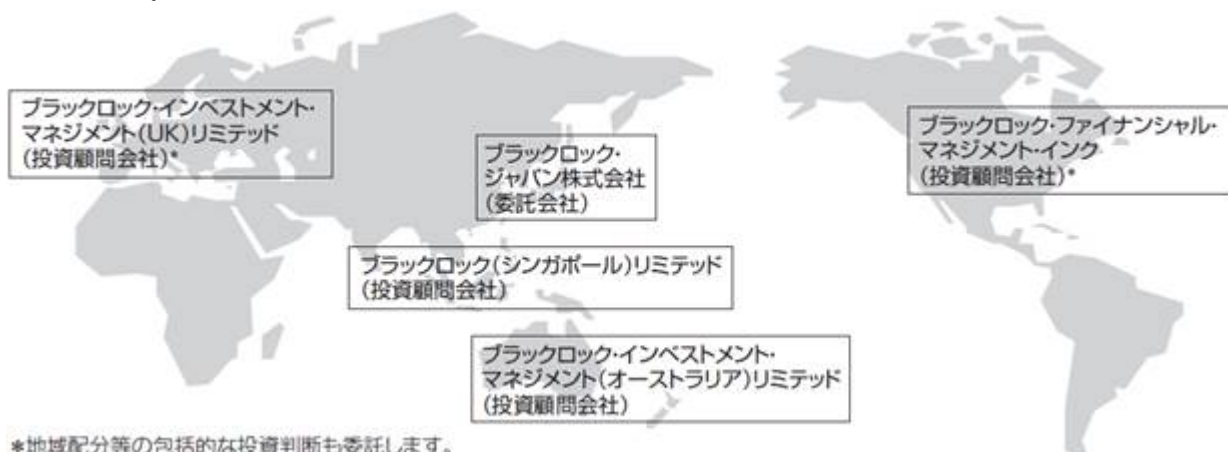 ブラックロック・インベストメント・
マネジメント(UK)リミテッド
(投資顧問会社)*
ブラックロック・
ジャパン株式会社
(委託会社)
ブラックロック・ファイナンシャル・
マネジメント・インク
(投資顧問会社)*
ブラックロック(シンガポール)リミテッド
(投資顧問会社)
ブラックロック・インベストメント・
マネジメント(オーストラリア)リミテッド
(投資顧問会社)
*地域配分等の包括的な投資判断も委託します。